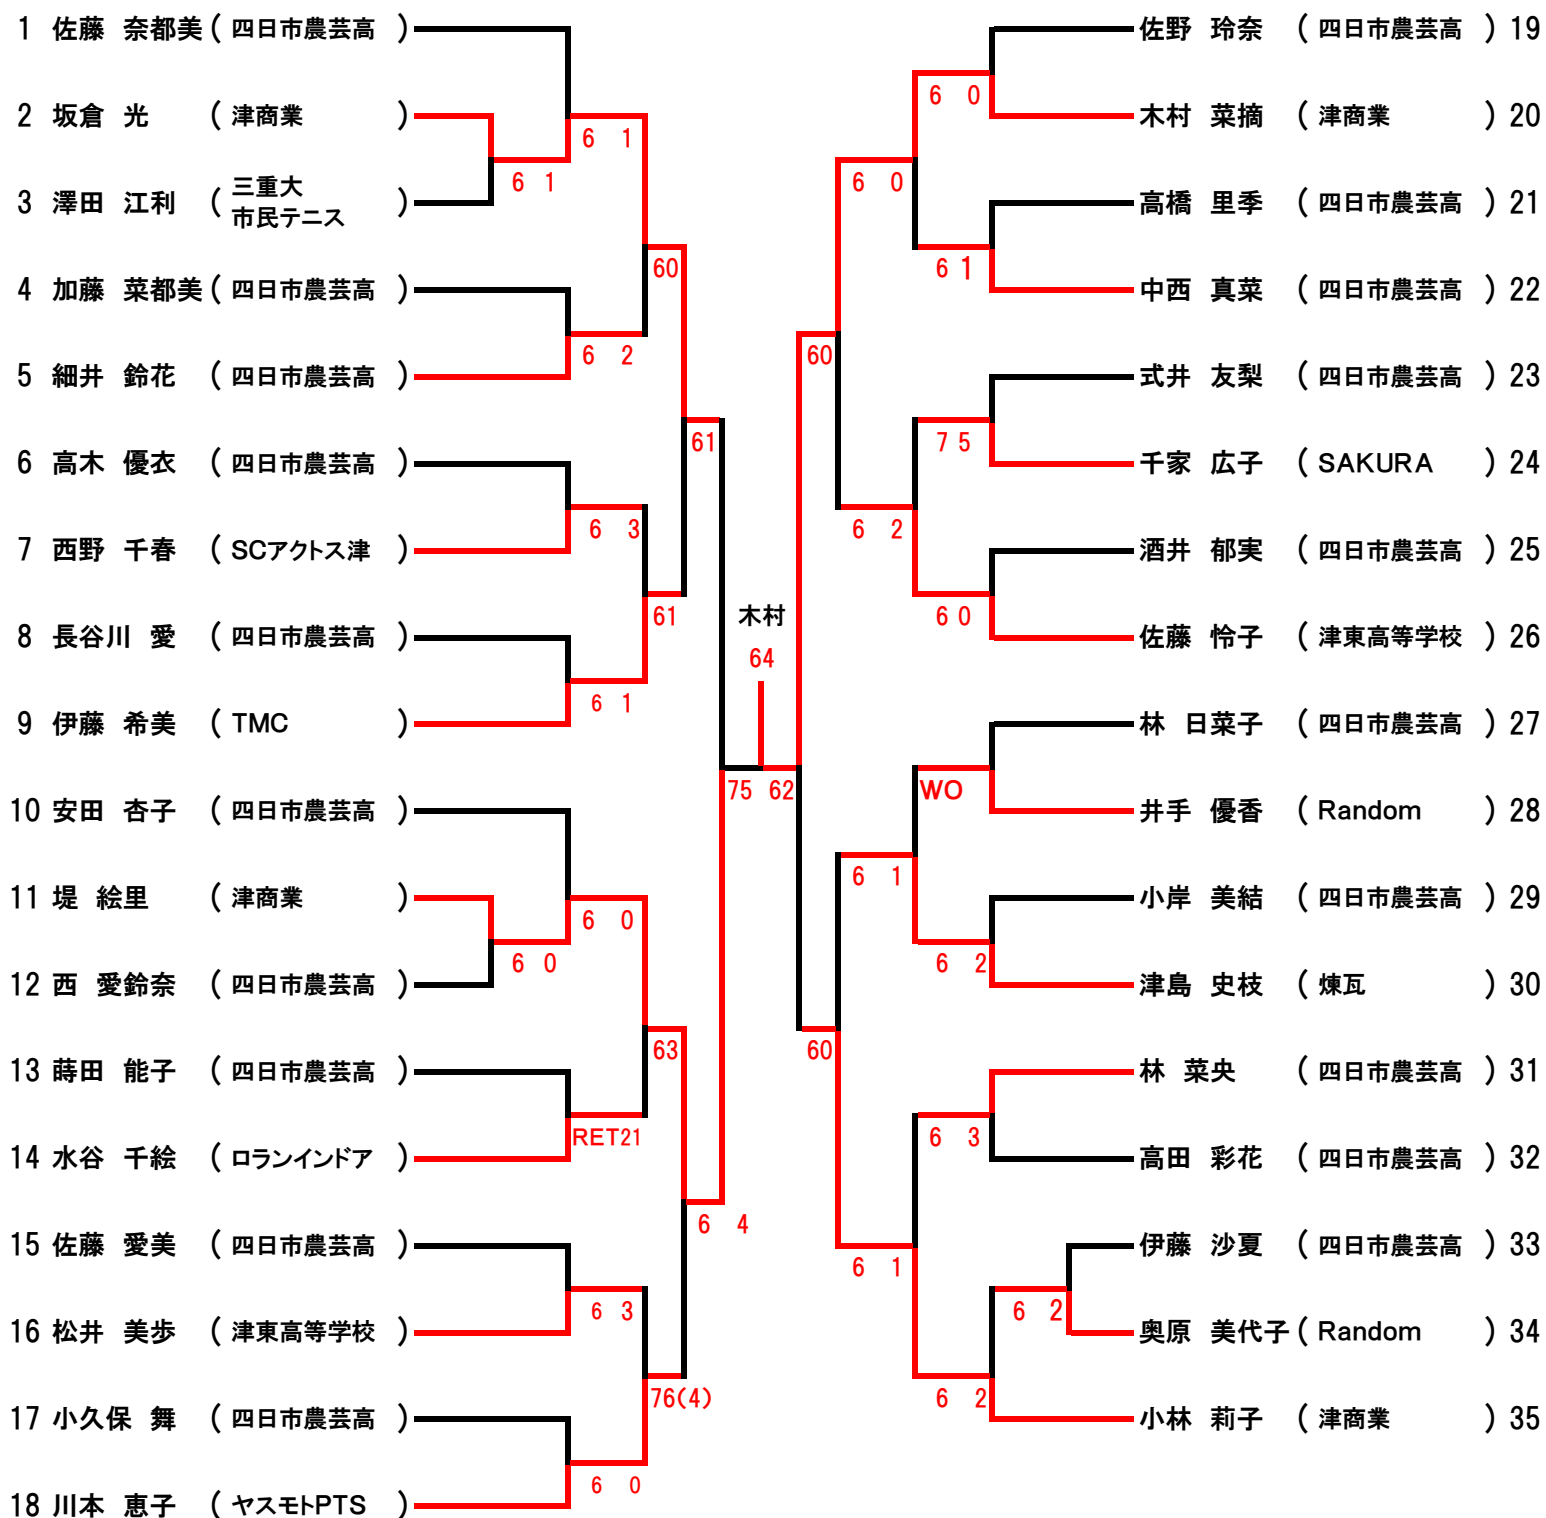 1 佐藤 奈都美 ( 四日市農芸高 )
2 坂倉 光 ( 津商業 )
6 1
6 1
3 澤田 江利 ( 三重大
市民テニス )
60
4 加藤 菜都美 ( 四日市農芸高 )
6 2
5 細井 鈴花 ( 四日市農芸高 )
61
6 高木 優衣 ( 四日市農芸高 )
6 3
7 西野 千春 ( SCアクトス津 )
61
8 長谷川 愛 ( 四日市農芸高 )
6 1
9 伊藤 希美 ( TMC )
10 安田 杏子 ( 四日市農芸高 )
11 堤 絵里 ( 津商業 )
6 0
6 0
12 西 愛鈴奈 ( 四日市農芸高 )
63
13 蒔田 能子 ( 四日市農芸高 )
RET21
14 水谷 千絵 ( ロランインドア )
6 4
15 佐藤 愛美 ( 四日市農芸高 )
6 3
16 松井 美歩 ( 津東高等学校 )
76(4)
17 小久保 舞 ( 四日市農芸高 )
6 0
18 川本 恵子 ( ヤスモトPTS )
木村
64
75 62
佐野 玲奈 ( 四日市農芸高 ) 19
6 0
木村 菜摘 ( 津商業 ) 20
6 0
高橋 里季 ( 四日市農芸高 ) 21
6 1
中西 真菜 ( 四日市農芸高 ) 22
60
式井 友梨 ( 四日市農芸高 ) 23
7 5
千家 広子 ( SAKURA ) 24
6 2
酒井 郁実 ( 四日市農芸高 ) 25
6 0
佐藤 怜子 ( 津東高等学校 ) 26
林 日菜子 ( 四日市農芸高 ) 27
WO
井手 優香 ( Random ) 28
6 1
小岸 美結 ( 四日市農芸高 ) 29
6 2
津島 史枝 ( 煉瓦 ) 30
60
林 菜央 ( 四日市農芸高 ) 31
6 3
高田 彩花 ( 四日市農芸高 ) 32
6 1
伊藤 沙夏 ( 四日市農芸高 ) 33
6 2
奥原 美代子 ( Random ) 34
6 2
小林 莉子 ( 津商業 ) 35